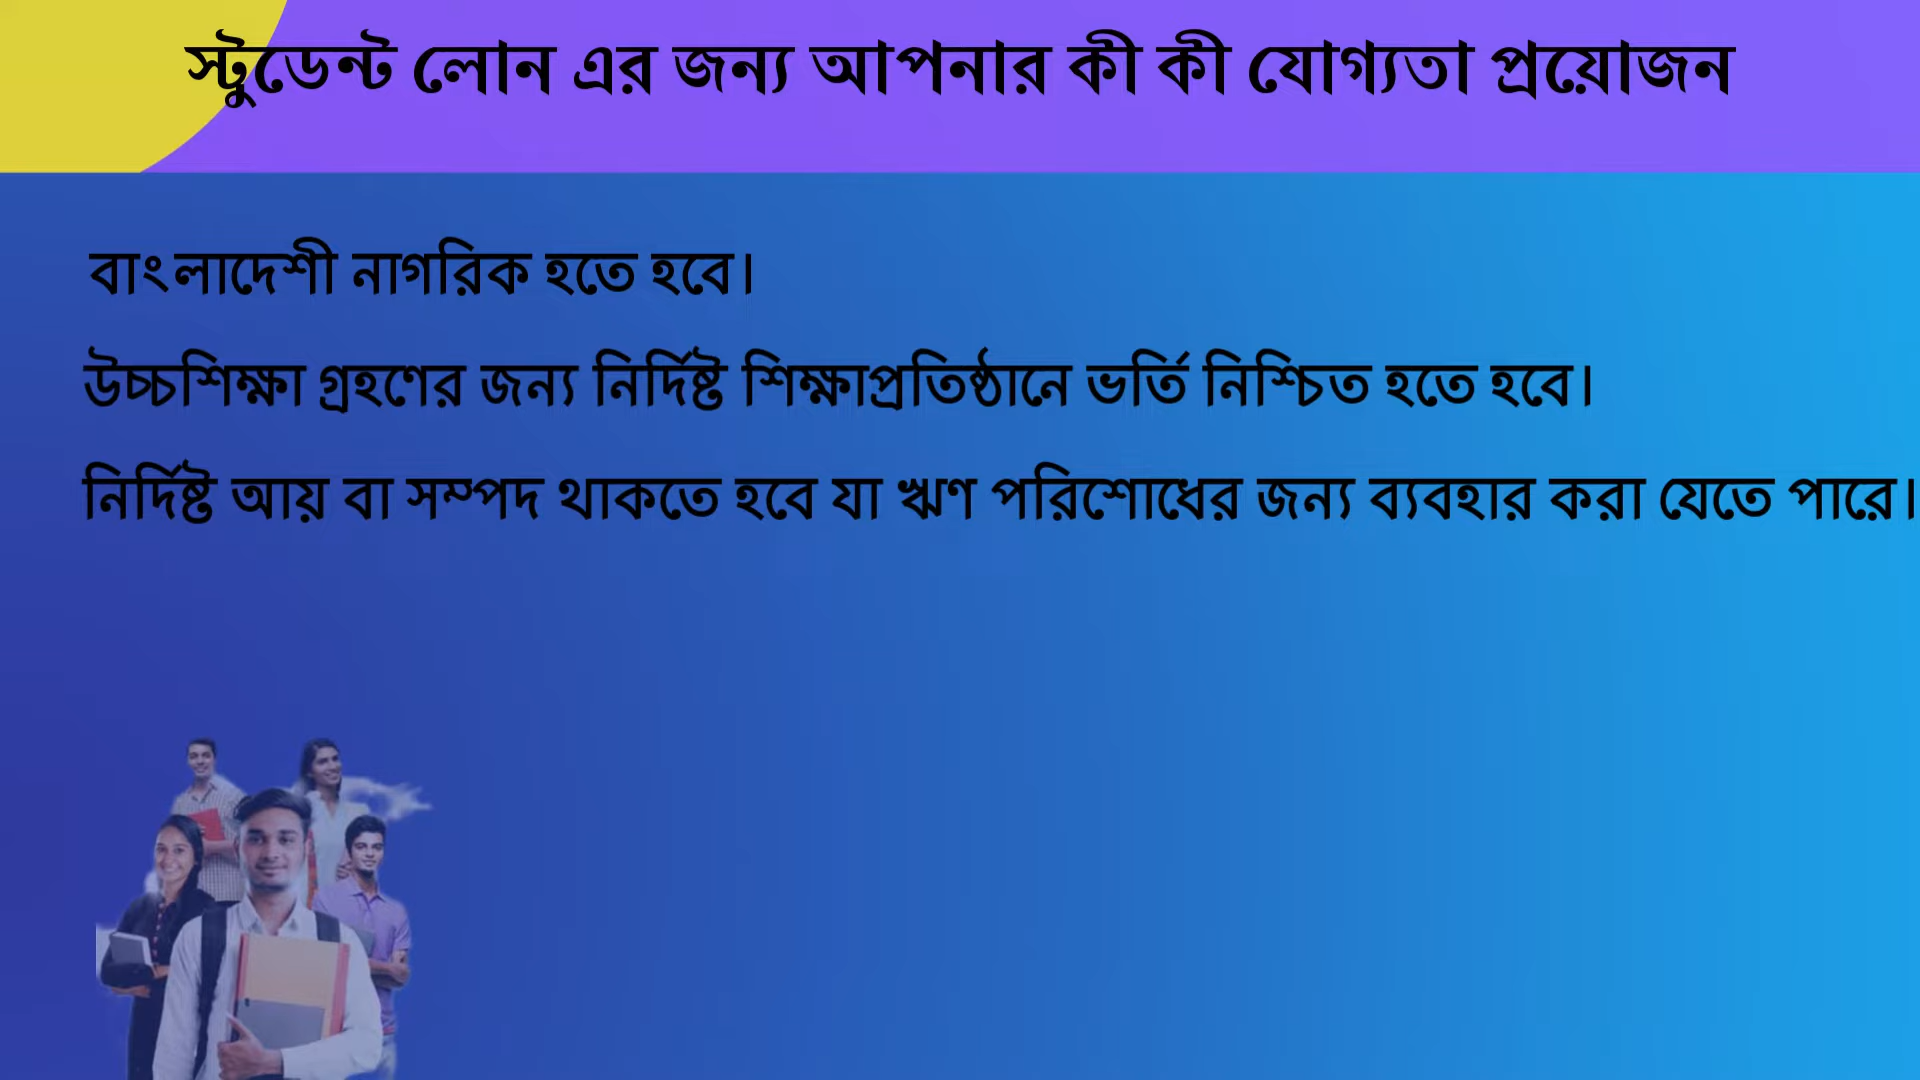 স্টুডেন্ট লোন এর জন্য আপনার কী কী যোগ্যতা প্রয়োজন
বাংলাদেশী নাগরিক হতে হবে।
উচ্চশিক্ষা গ্রহণের জন্য নির্দিষ্ট শিক্ষাপ্রতিষ্ঠানে ভর্তি নিশ্চিত হতে হবে।
নির্দিষ্ট আয় বা সম্পদ থাকতে হবে যা ঋণ পরিশোধের জন্য ব্যবহার করা যেতে পারে।